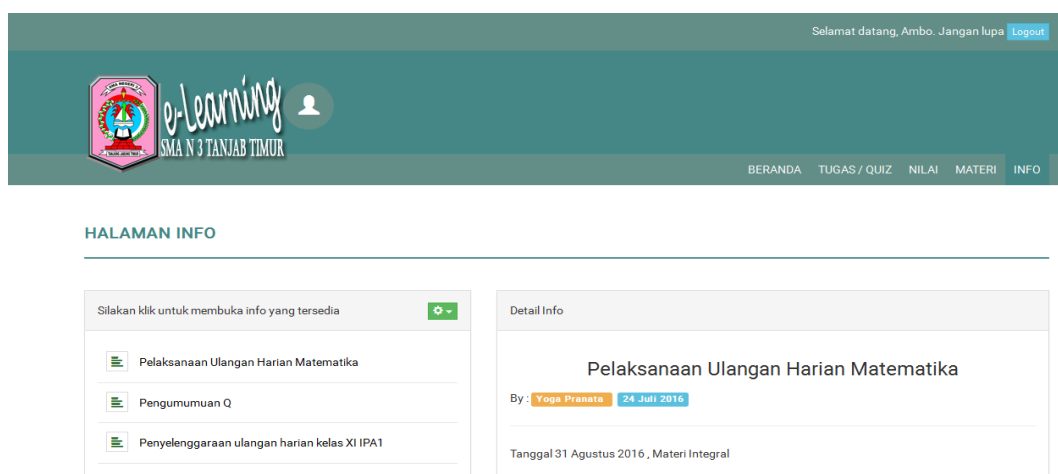 Selamat datang, Ambo. Jangan lupa Logout
e-Learning
SMA N 3 TANJAB TIMUR
BERANDA TUGAS / QUIZ NILAI MATERI INFO
HALAMAN INFO
Silakan klik untuk membuka info yang tersedia
Pelaksanaan Ulangan Harian Matematika
Pengumumuan Q
Penyelenggaraan ulangan harian kelas XI IPA1
Detail Info
Pelaksanaan Ulangan Harian Matematika
By : Yoga Pranata 24 Juli 2016
Tanggal 31 Agustus 2016 , Materi Integral